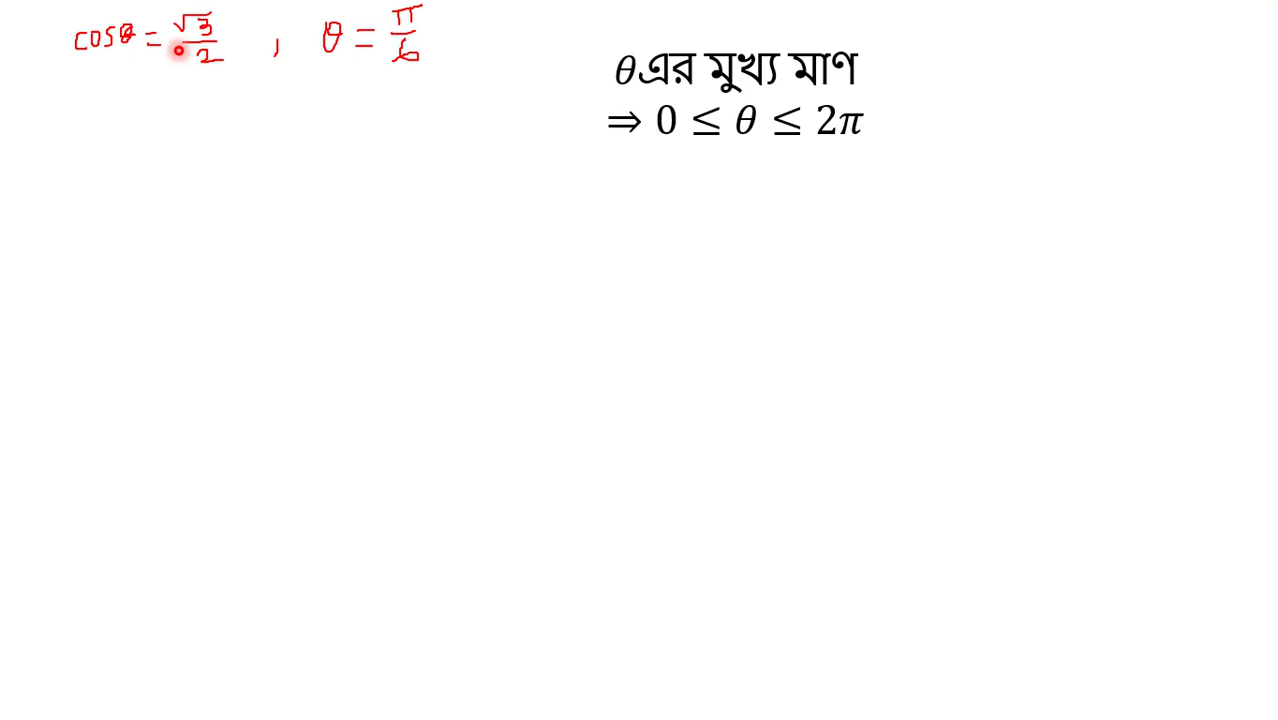 cosθ = √3/2 , θ = π/6
θএর মুখ্য মাণ
⇒ 0 ≤ θ ≤ 2π